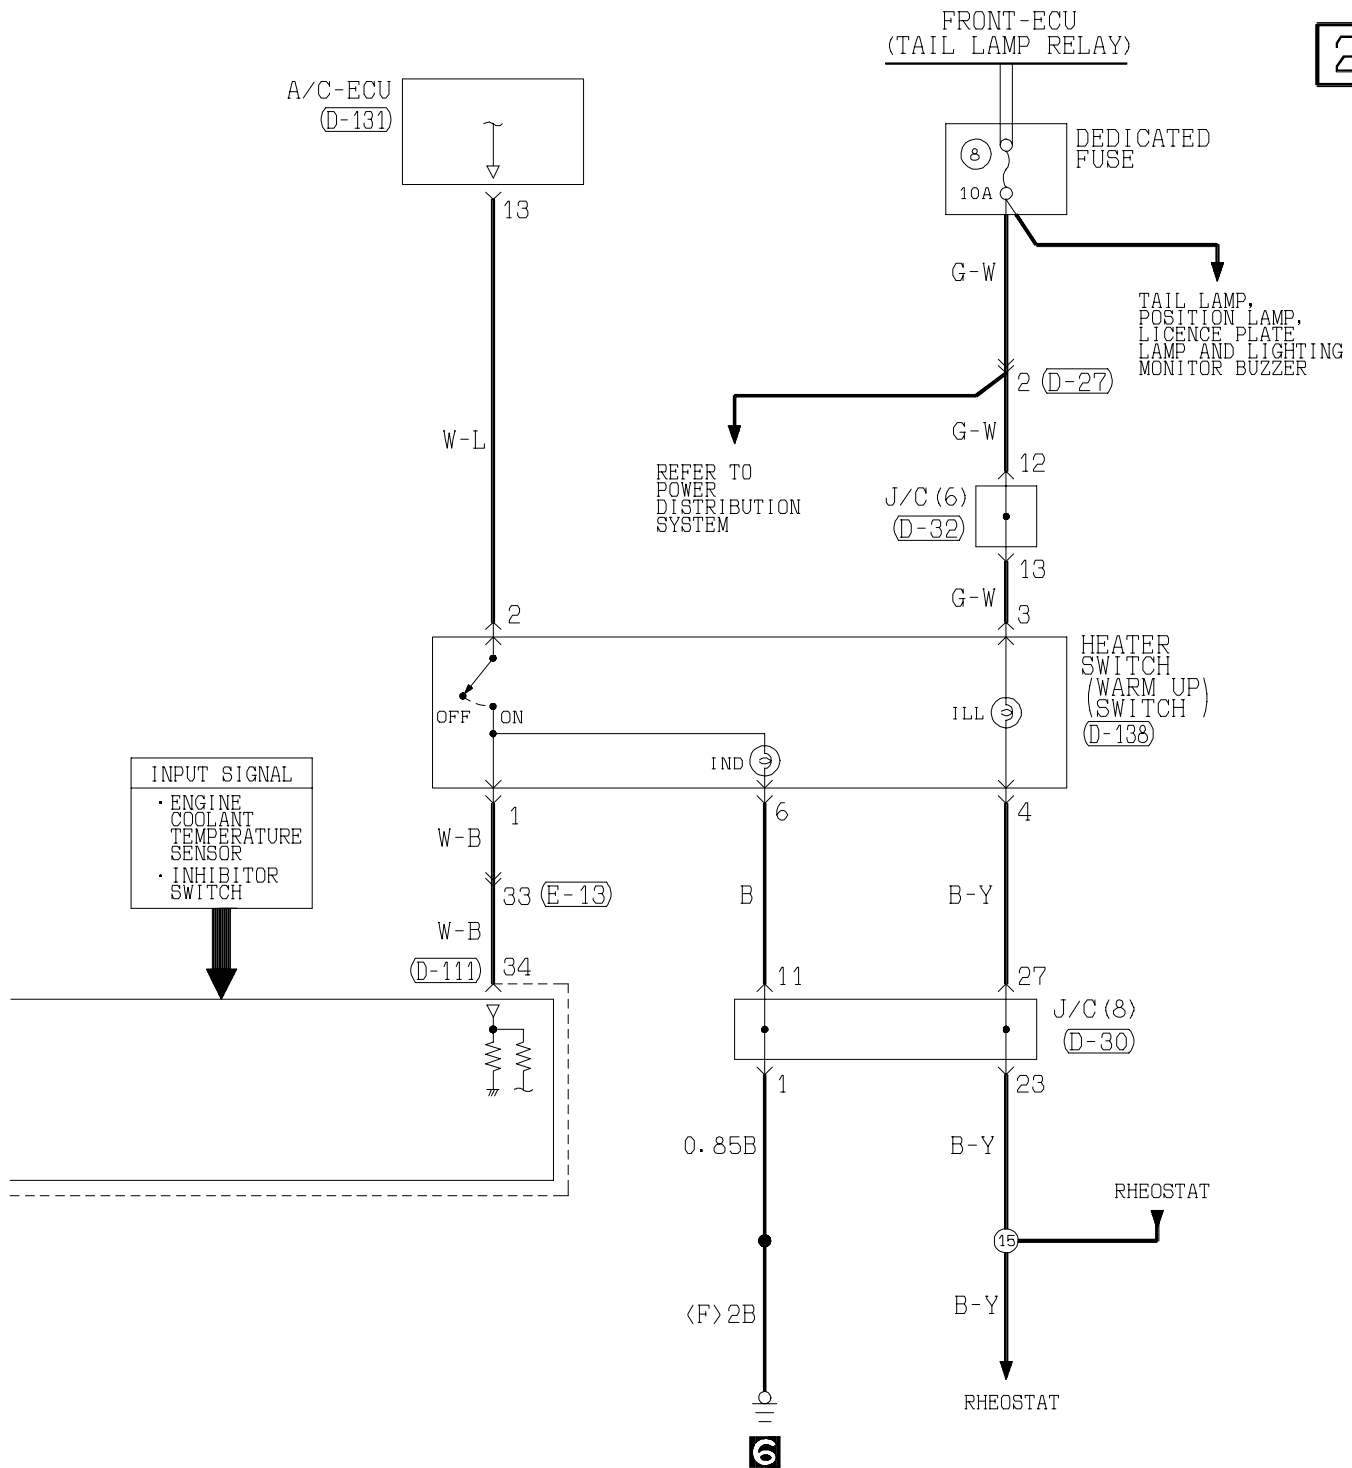 FRONT-ECU
(TAIL LAMP RELAY)
2
A/C-ECU
(D-131)
DEDICATED
FUSE
8
10A
13
G-W
TAIL LAMP,
POSITION LAMP,
LICENCE PLATE
LAMP AND LIGHTING
MONITOR BUZZER
2 (D-27)
W-L
G-W
REFER TO
POWER
DISTRIBUTION
SYSTEM
12
J/C(6)
(D-32)
13
G-W
2
3
HEATER
SWITCH
(WARM UP)
(SWITCH )
(D-138)
OFF
ON
ILL
IND
INPUT SIGNAL
· ENGINE
COOLANT
TEMPERATURE
SENSOR
· INHIBITOR
SWITCH
1
6
4
W-B
33 (E-13)
B
B-Y
W-B
(D-111)
34
11
27
J/C(8)
(D-30)
1
23
0.85B
B-Y
RHEOSTAT
15
<F>2B
B-Y
RHEOSTAT
6